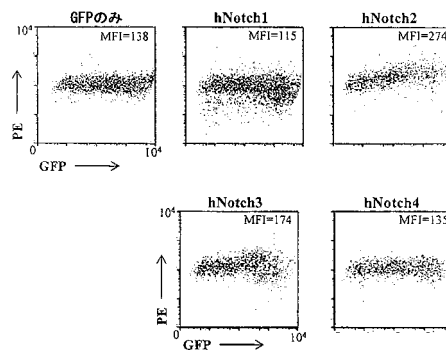 GFPのみ
MFI=138
10⁴
PE
0
GFP
10⁴
hNotch1
MFI=115
hNotch2
MFI=274
hNotch3
MFI=174
10⁴
PE
0
GFP
10⁴
hNotch4
MFI=135